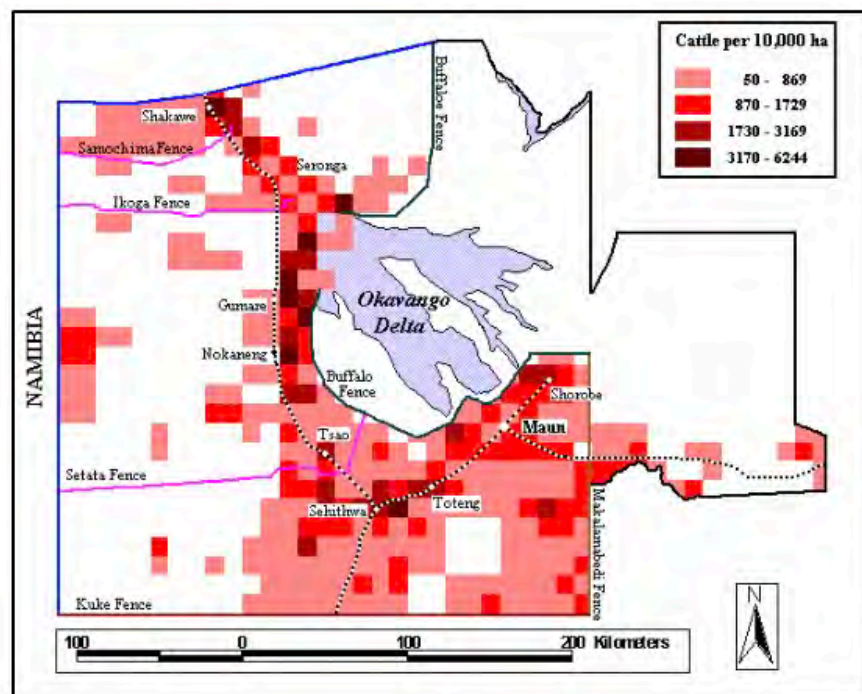 Cattle per 10,000 ha
50 - 869
870 - 1729
1730 - 3169
3170 - 6244
Buffaloe Fence
Shakawe
Samochima Fence
Seronga
Ikoga Fence
Okavango
Delta
Gumare
NAMIBIA
Nokaneng
Buffalo
Fence
Shorobe
Maun
Tsao
Setata Fence
Sehithwa
Toteng
Makalamabedi Fence
Kuke Fence
N
100 0 100 200 Kilometers